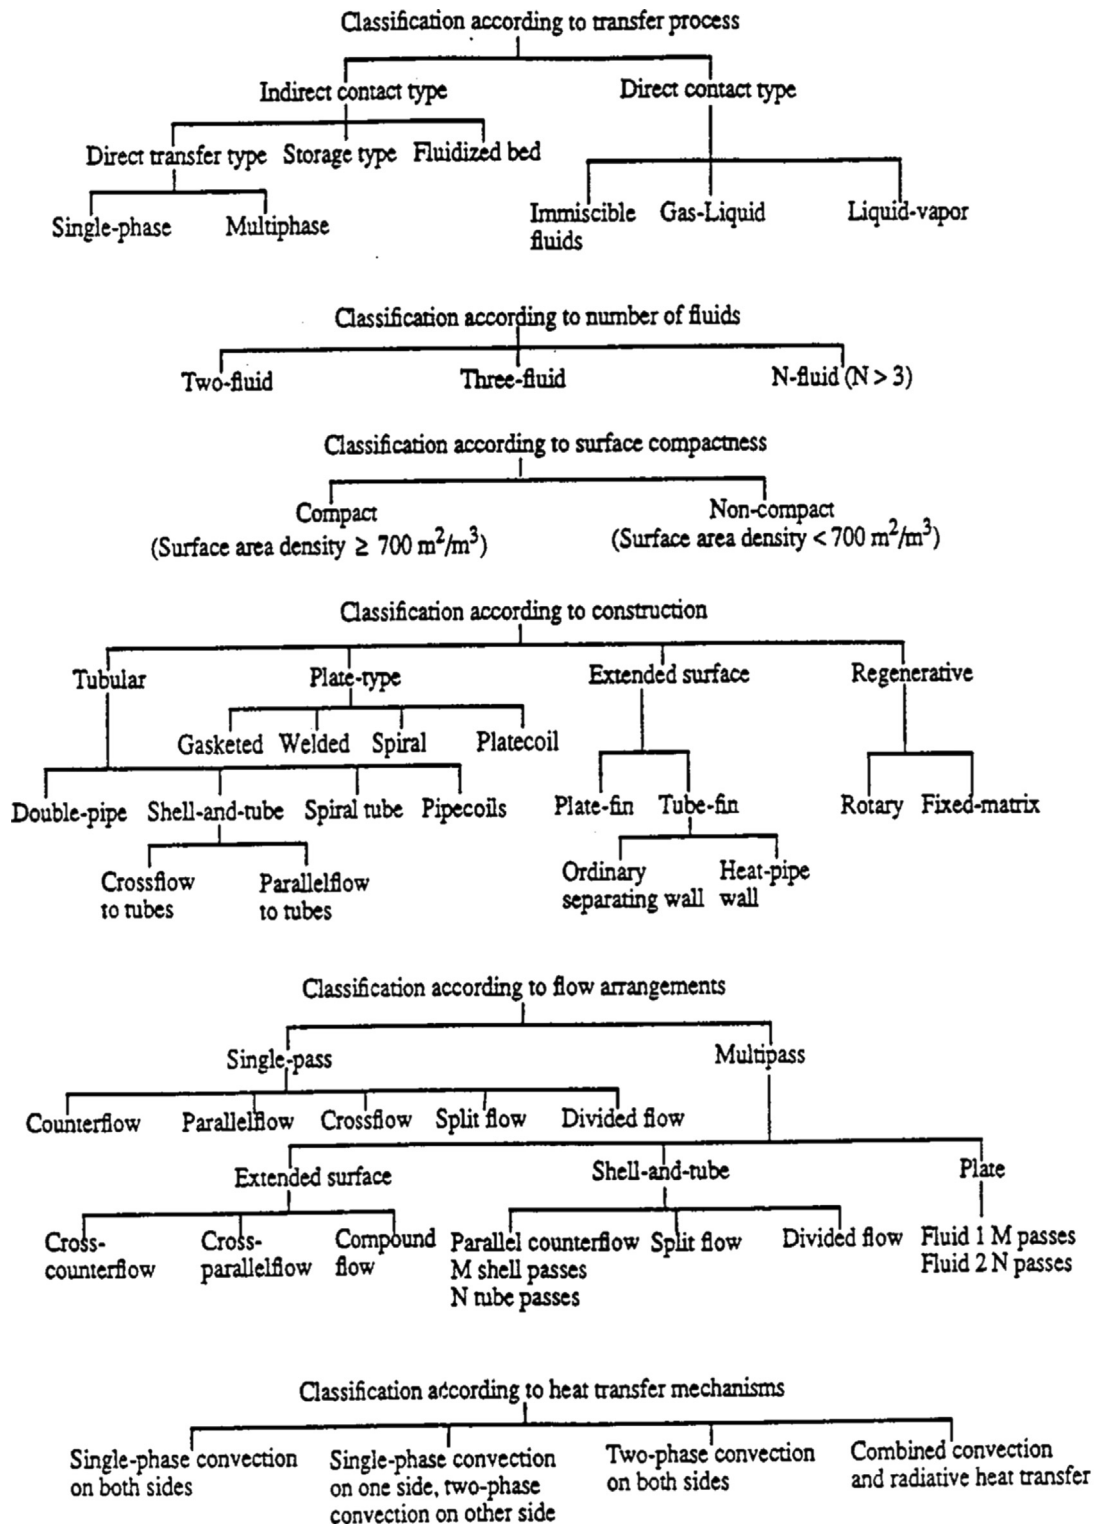 Classification according to transfer process
Indirect contact type
Direct contact type
Direct transfer type
Storage type
Fluidized bed
Single-phase
Multiphase
Immiscible
fluids
Gas-Liquid
Liquid-vapor
Classification according to number of fluids
Two-fluid
Three-fluid
N-fluid (N > 3)
Classification according to surface compactness
Compact
(Surface area density ≥ 700 m²/m³)
Non-compact
(Surface area density < 700 m²/m³)
Classification according to construction
Tubular
Plate-type
Extended surface
Regenerative
Gasketed
Welded
Spiral
Platecoil
Double-pipe
Shell-and-tube
Spiral tube
Pipecoils
Plate-fin
Tube-fin
Rotary
Fixed-matrix
Crossflow
to tubes
Parallelflow
to tubes
Ordinary
separating wall
Heat-pipe
wall
Classification according to flow arrangements
Single-pass
Multipass
Counterflow
Parallelflow
Crossflow
Split flow
Divided flow
Extended surface
Shell-and-tube
Plate
Cross-
counterflow
Cross-
parallelflow
Compound
flow
Parallel counterflow
M shell passes
N tube passes
Split flow
Divided flow
Fluid 1 M passes
Fluid 2 N passes
Classification according to heat transfer mechanisms
Single-phase convection
on both sides
Single-phase convection
on one side, two-phase
convection on other side
Two-phase convection
on both sides
Combined convection
and radiative heat transfer